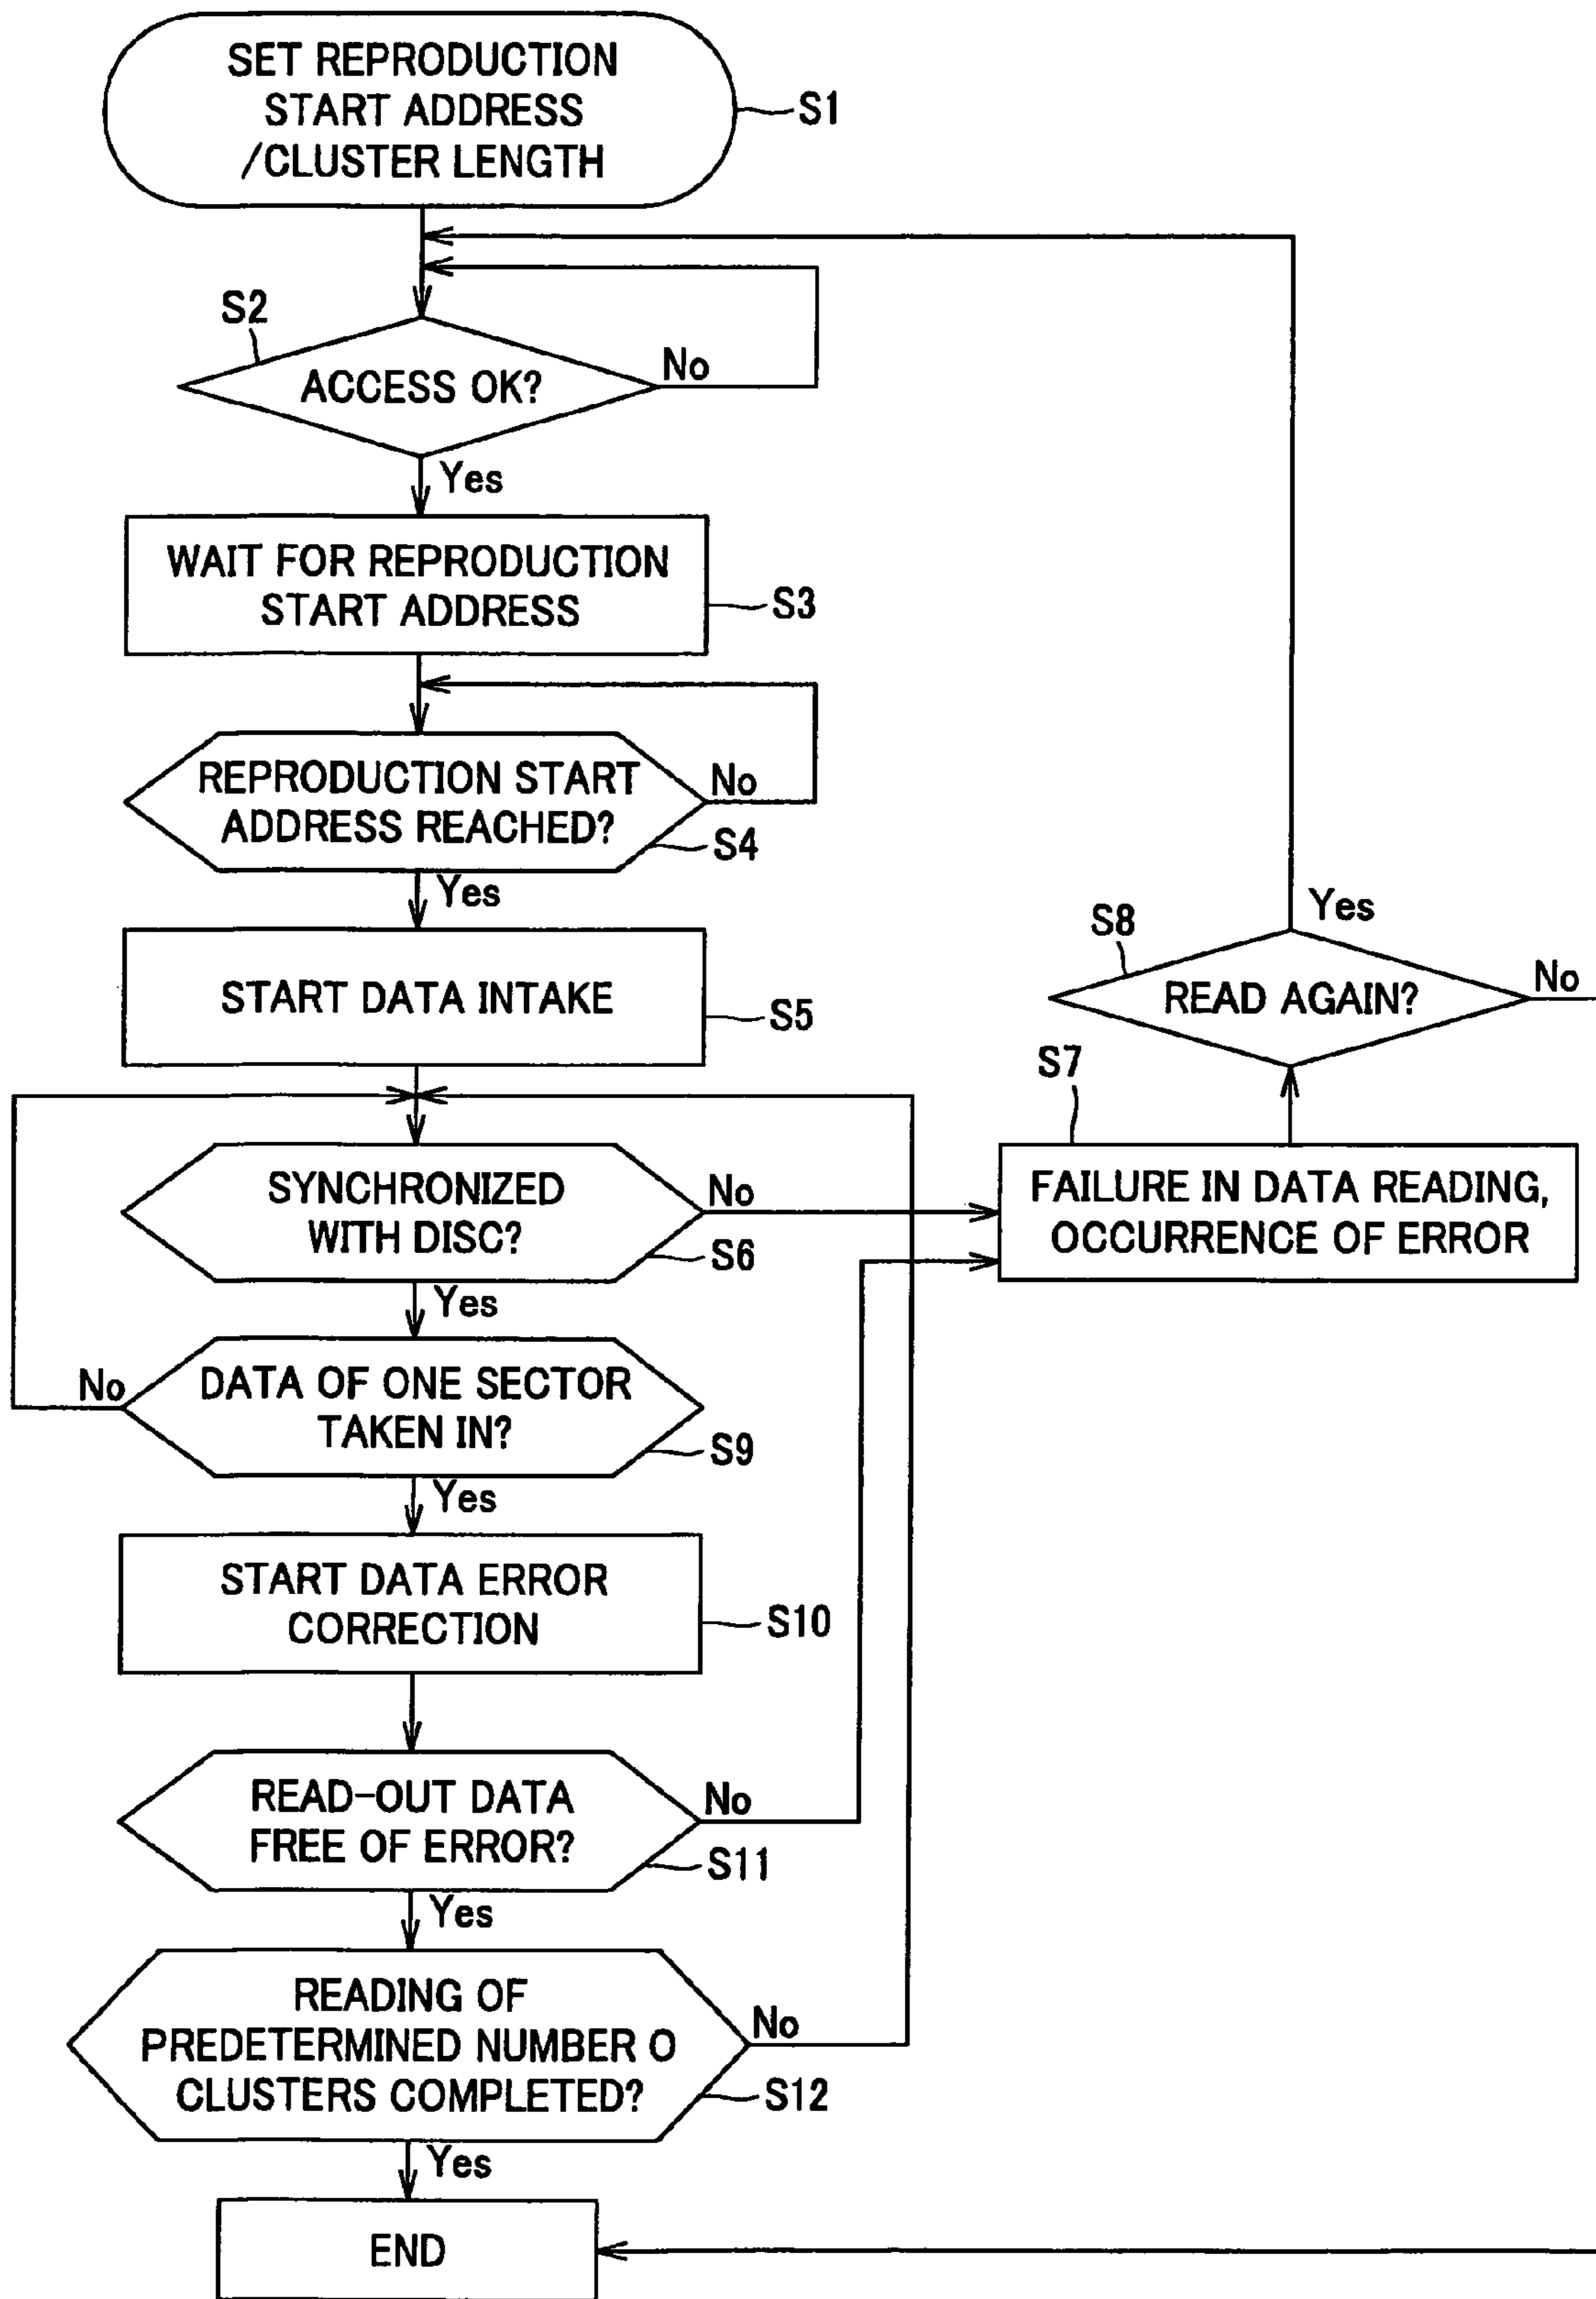 SET REPRODUCTION
START ADDRESS
/CLUSTER LENGTH
S1
S2
ACCESS OK?
No
Yes
WAIT FOR REPRODUCTION
START ADDRESS
S3
REPRODUCTION START
ADDRESS REACHED?
No
S4
Yes
START DATA INTAKE
S5
S8
Yes
READ AGAIN?
No
S7
FAILURE IN DATA READING,
OCCURRENCE OF ERROR
SYNCHRONIZED
WITH DISC?
No
S6
Yes
No
DATA OF ONE SECTOR
TAKEN IN?
S9
Yes
START DATA ERROR
CORRECTION
S10
READ-OUT DATA
FREE OF ERROR?
No
S11
Yes
READING OF
PREDETERMINED NUMBER O
CLUSTERS COMPLETED?
No
S12
Yes
END